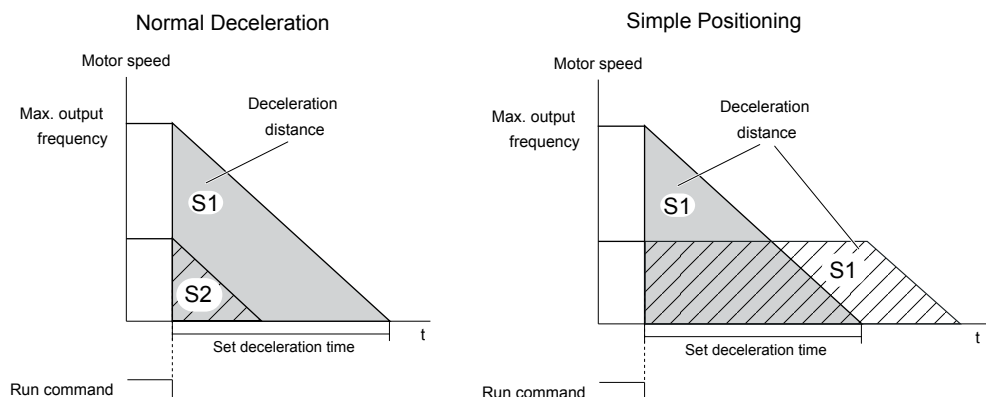 Normal Deceleration
Motor speed
Max. output
frequency
Deceleration
distance
S1
S2
t
Set deceleration time
Run command
Simple Positioning
Motor speed
Max. output
frequency
Deceleration
distance
S1
S1
t
Set deceleration time
Run command